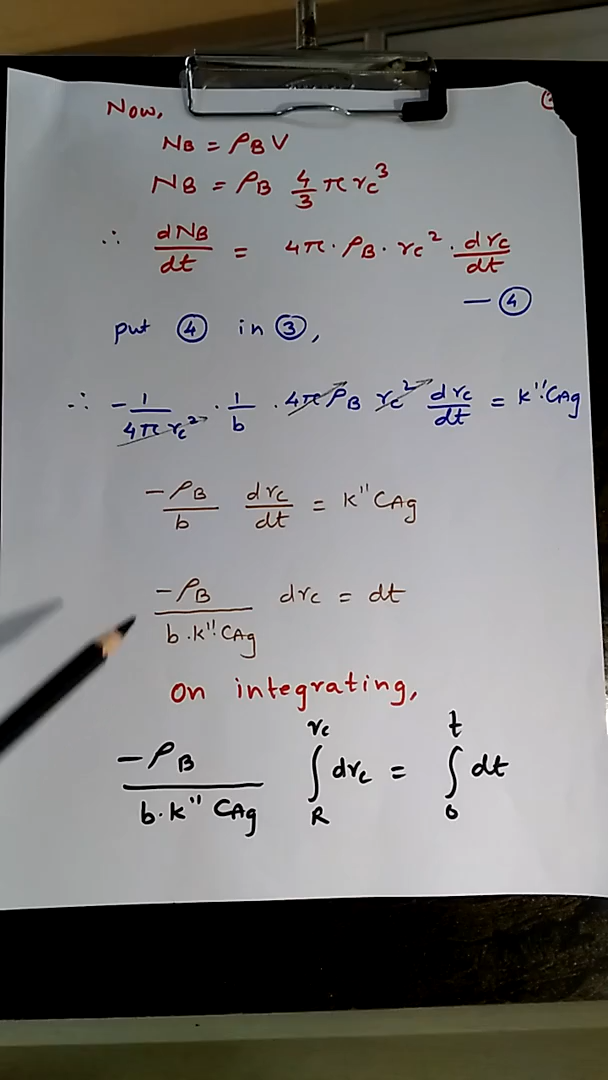 Now,
NB = ρB V
NB = ρB 4/3 π rc³
∴ dNB/dt = 4π · ρB · rc² · drc/dt
— ④
put ④ in ③,
∴ -1/4π rc² · 1/b · 4π ρB rc² drc/dt = k'' CAg
-ρB/b drc/dt = k'' CAg
-ρB/b·k'' CAg drc = dt
On integrating,
-ρB/b·k'' CAg ∫R^rc drc = ∫0^t dt